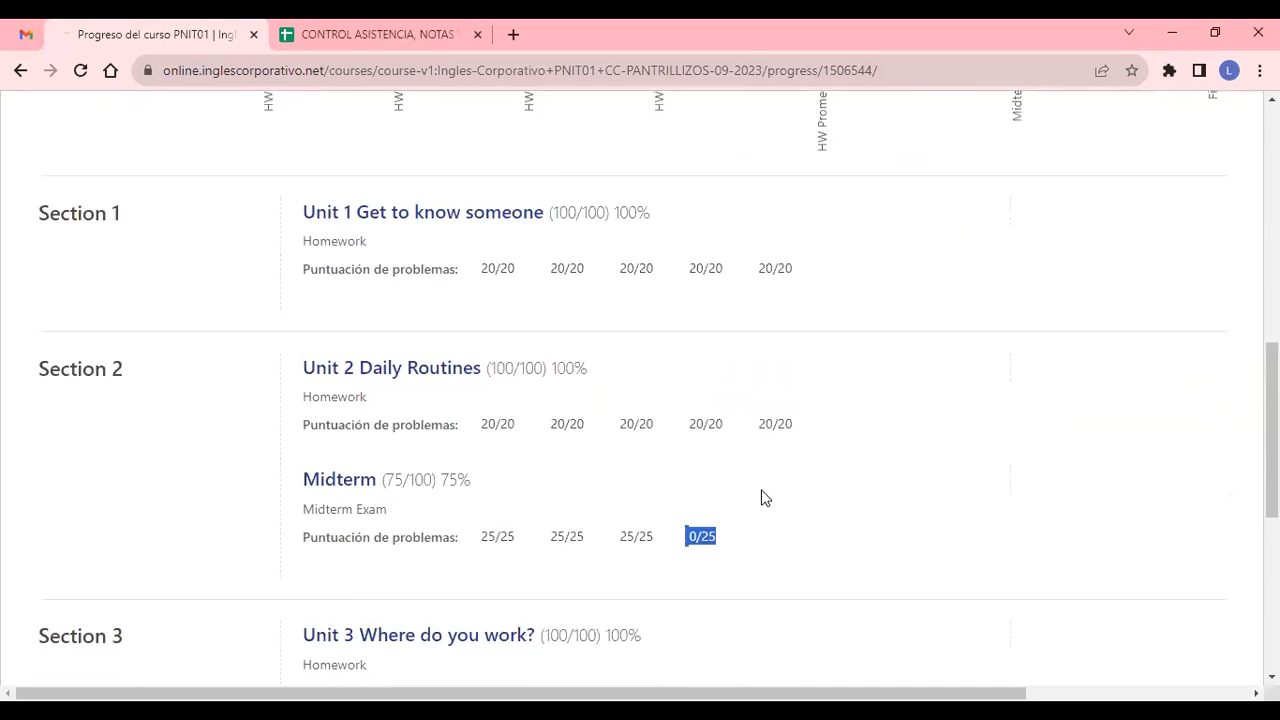 Progreso del curso PNIT01 | Ingl
CONTROL ASISTENCIA, NOTAS
online.inglescorporativo.net/courses/course-v1:Ingles-Corporativo+PNIT01+CC-PANTRILLIZOS-09-2023/progress/1506544/
L
HW
HW
HW
HW
HW Prome
Midte
Fi
Section 1
Unit 1 Get to know someone (100/100) 100%
Homework
Puntuación de problemas: 20/20 20/20 20/20 20/20 20/20
Section 2
Unit 2 Daily Routines (100/100) 100%
Homework
Puntuación de problemas: 20/20 20/20 20/20 20/20 20/20
Midterm (75/100) 75%
Midterm Exam
Puntuación de problemas: 25/25 25/25 25/25 0/25
Section 3
Unit 3 Where do you work? (100/100) 100%
Homework